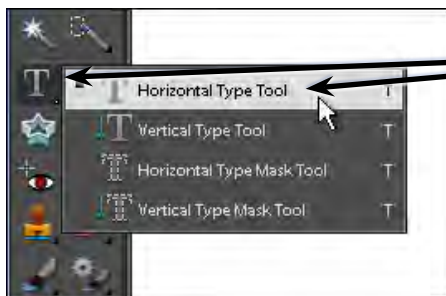 T Horizontal Type Tool T
T Vertical Type Tool T
T Horizontal Type Mask Tool T
T Vertical Type Mask Tool T